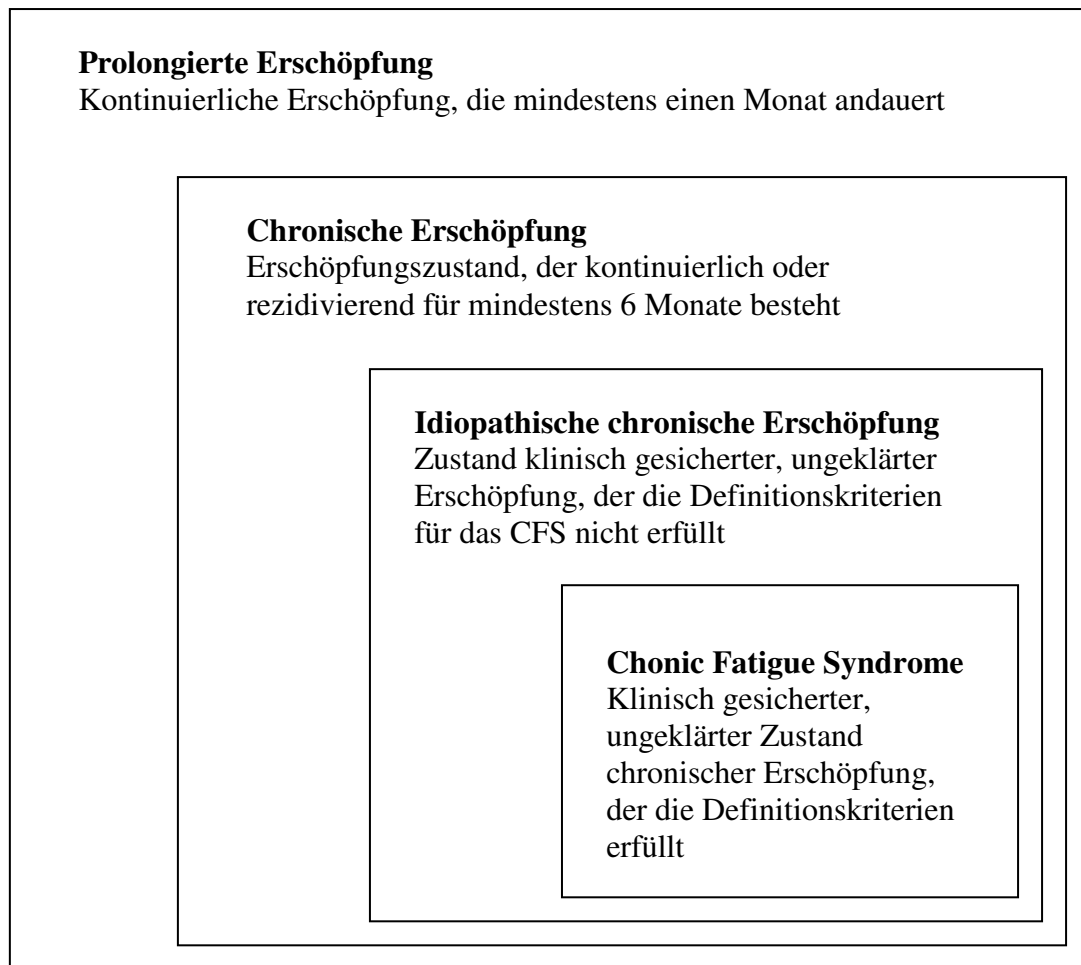 Prolongierte Erschöpfung
Kontinuierliche Erschöpfung, die mindestens einen Monat andauert
Chronische Erschöpfung
Erschöpfungszustand, der kontinuierlich oder
rezidivierend für mindestens 6 Monate besteht
Idiopathische chronische Erschöpfung
Zustand klinisch gesicherter, ungeklärter
Erschöpfung, der die Definitionskriterien
für das CFS nicht erfüllt
Chonic Fatigue Syndrome
Klinisch gesicherter,
ungeklärter Zustand
chronischer Erschöpfung,
der die Definitionskriterien
erfüllt